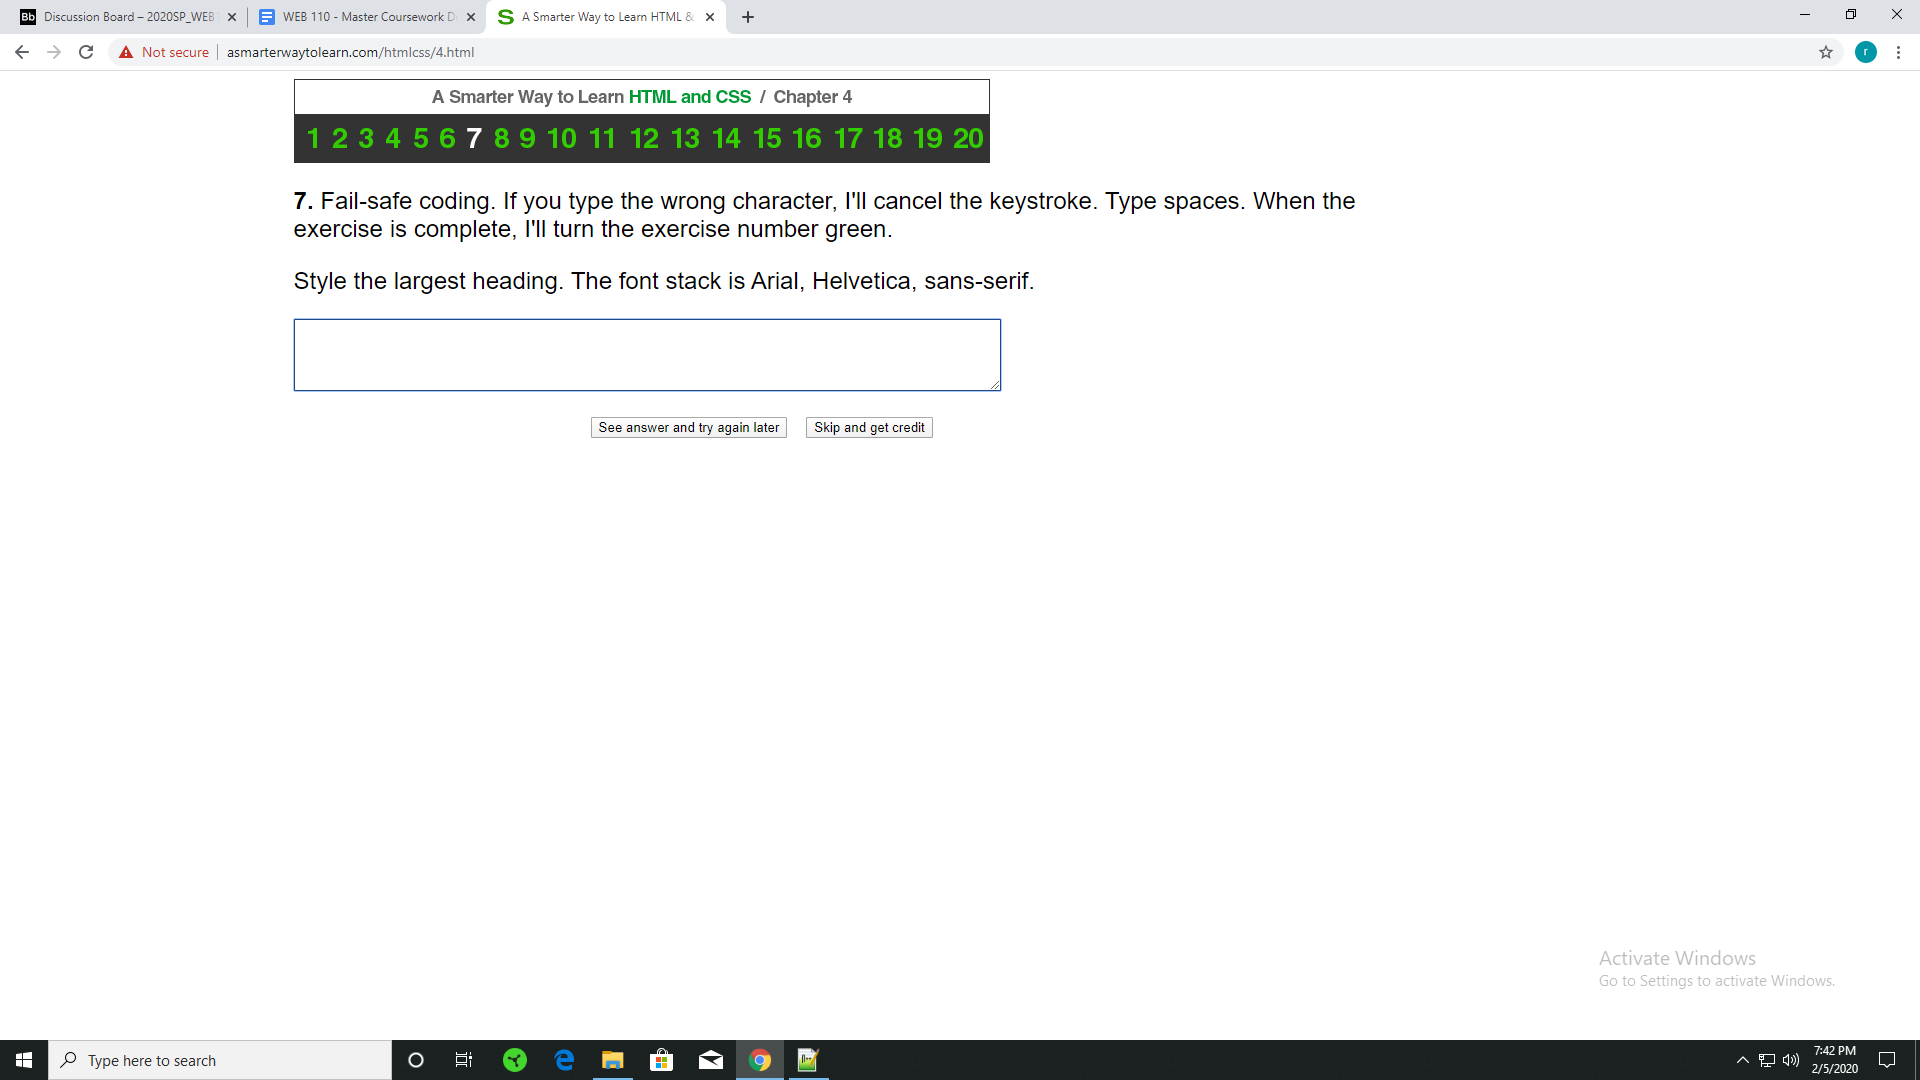 Discussion Board – 2020SP_WEB
WEB 110 - Master Coursework D
A Smarter Way to Learn HTML &
Not secure
asmarterwaytolearn.com/htmlcss/4.html
r
A Smarter Way to Learn HTML and CSS / Chapter 4
1 2 3 4 5 6 7 8 9 10 11 12 13 14 15 16 17 18 19 20
7. Fail-safe coding. If you type the wrong character, I'll cancel the keystroke. Type spaces. When the
exercise is complete, I'll turn the exercise number green.
Style the largest heading. The font stack is Arial, Helvetica, sans-serif.
See answer and try again later
Skip and get credit
Activate Windows
Go to Settings to activate Windows.
Type here to search
7:42 PM
2/5/2020